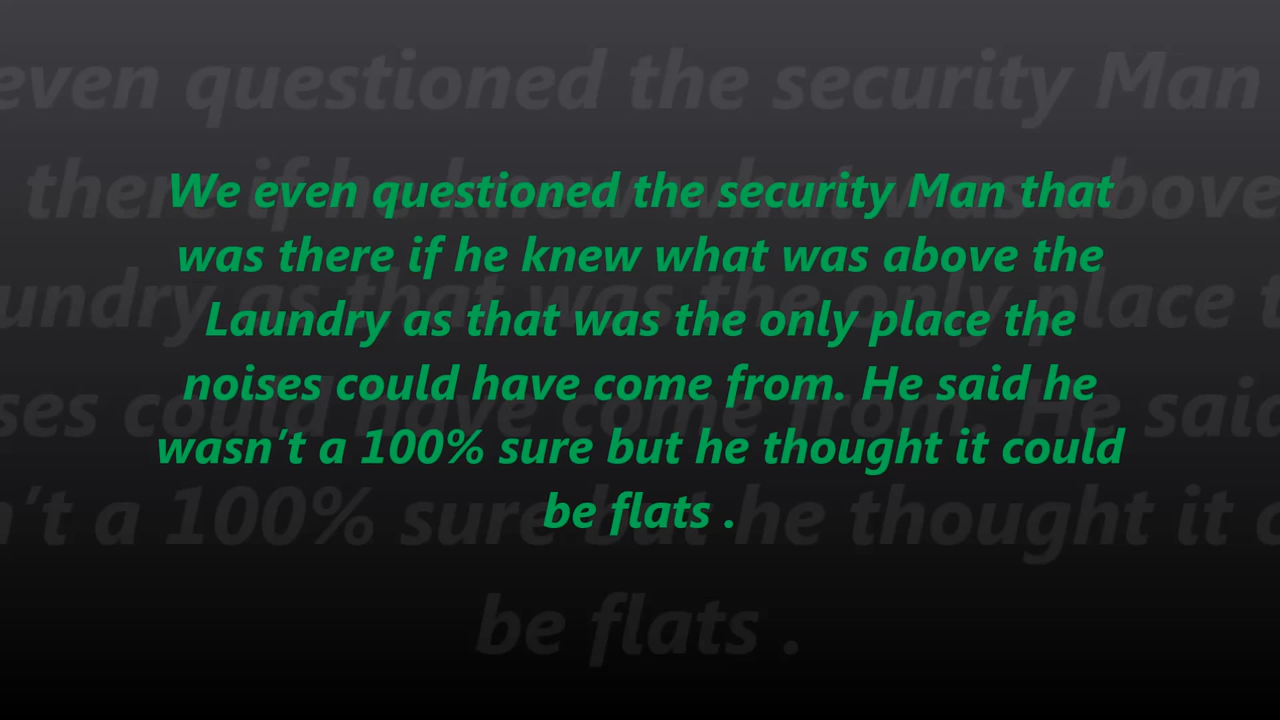 We even questioned the security Man that
was there if he knew what was above the
Laundry as that was the only place the
noises could have come from. He said he
wasn’t a 100% sure but he thought it could
be flats .